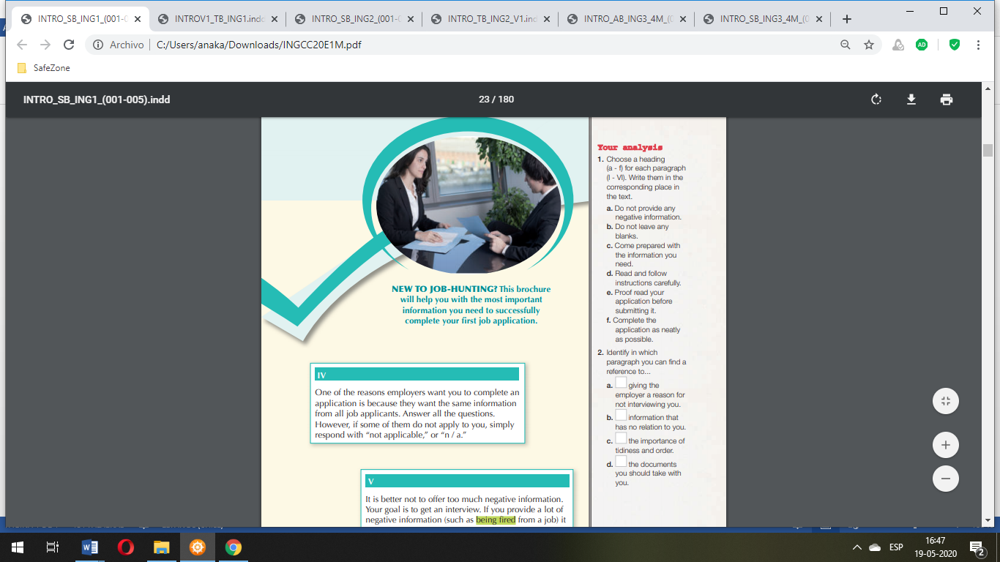 INTRO_SB_ING1_(001-0
INTROV1_TB_ING1.indd
INTRO_SB_ING2_(001-0
INTRO_TB_ING2_V1.ind
INTRO_AB_ING3_4M_(0
INTRO_SB_ING3_4M_(0
Archivo
C:/Users/anaka/Downloads/INGCC20E1M.pdf
AD
SafeZone
INTRO_SB_ING1_(001-005).indd
23 / 180
NEW TO JOB-HUNTING? This brochure
will help you with the most important
information you need to successfully
complete your first job application.
IV
One of the reasons employers want you to complete an
application is because they want the same information
from all job applicants. Answer all the questions.
However, if some of them do not apply to you, simply
respond with “not applicable,” or “n / a.”
V
It is better not to offer too much negative information.
Your goal is to get an interview. If you provide a lot of
negative information (such as being fired from a job) it
Your analysis
1. Choose a heading
(a - f) for each paragraph
(I - VI). Write them in the
corresponding place in
the text.
a. Do not provide any
negative information.
b. Do not leave any
blanks.
c. Come prepared with
the information you
need.
d. Read and follow
instructions carefully.
e. Proof read your
application before
submitting it.
f. Complete the
application as neatly
as possible.
2. Identify in which
paragraph you can find a
reference to...
a. giving the
employer a reason for
not interviewing you.
b. information that
has no relation to you.
c. the importance of
tidiness and order.
d. the documents
you should take with
you.
ESP
16:47
19-05-2020
2